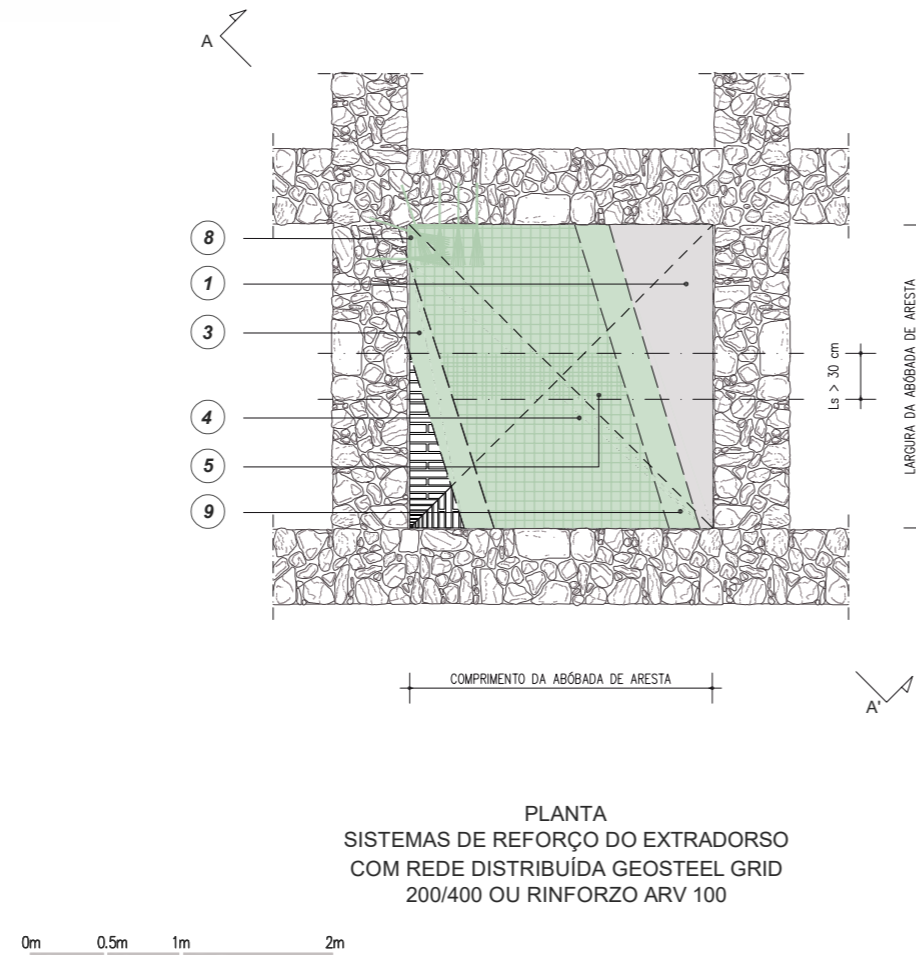 A
8
1
3
4
5
9
Ls > 30 cm
LARGURA DA ABÓBADA DE ARESTA
COMPRIMENTO DA ABÓBADA DE ARESTA
A'
PLANTA
SISTEMAS DE REFORÇO DO EXTRADORSO
COM REDE DISTRIBUÍDA GEOSTEEL GRID
200/400 OU RINFORZO ARV 100
0m 0.5m 1m 2m